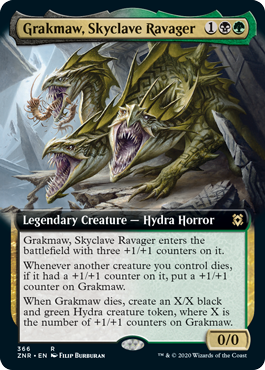 Grakmaw, Skyclave Ravager 1
Legendary Creature — Hydra Horror
Grakmaw, Skyclave Ravager enters the
battlefield with three +1/+1 counters on it.
Whenever another creature you control dies,
if it had a +1/+1 counter on it, put a +1/+1
counter on Grakmaw.
When Grakmaw dies, create an X/X black
and green Hydra creature token, where X is
the number of +1/+1 counters on Grakmaw.
0/0
366 R
ZNR • EN Filip Burburan ™ & © 2020 Wizards of the Coast